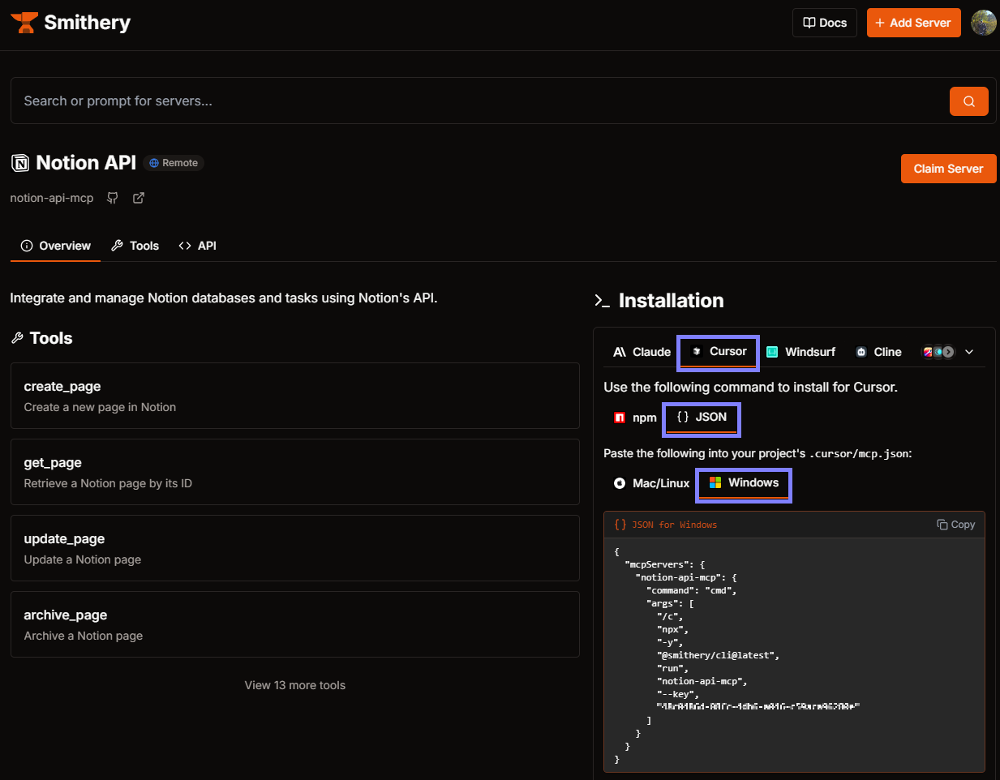 Smithery
Docs
+ Add Server
Search or prompt for servers...
Notion API
Remote
Claim Server
notion-api-mcp
Overview
Tools
<> API
Integrate and manage Notion databases and tasks using Notion's API.
Tools
create_page
Create a new page in Notion
get_page
Retrieve a Notion page by its ID
update_page
Update a Notion page
archive_page
Archive a Notion page
View 13 more tools
>_ Installation
Claude
Cursor
Windsurf
Cline
Use the following command to install for Cursor.
npm
{} JSON
Paste the following into your project's .cursor/mcp.json:
Mac/Linux
Windows
{} JSON for Windows
Copy
{
"mcpServers": {
"notion-api-mcp": {
"command": "cmd",
"args": [
"/c",
"npx",
"-y",
"@smithery/cli@latest",
"run",
"notion-api-mcp",
"--key",
]
}
}
}